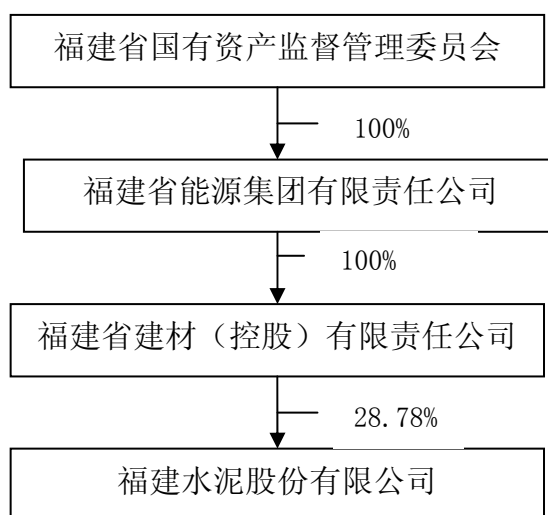 福建省国有资产监督管理委员会
100%
福建省能源集团有限责任公司
100%
福建省建材（控股）有限责任公司
28.78%
福建水泥股份有限公司